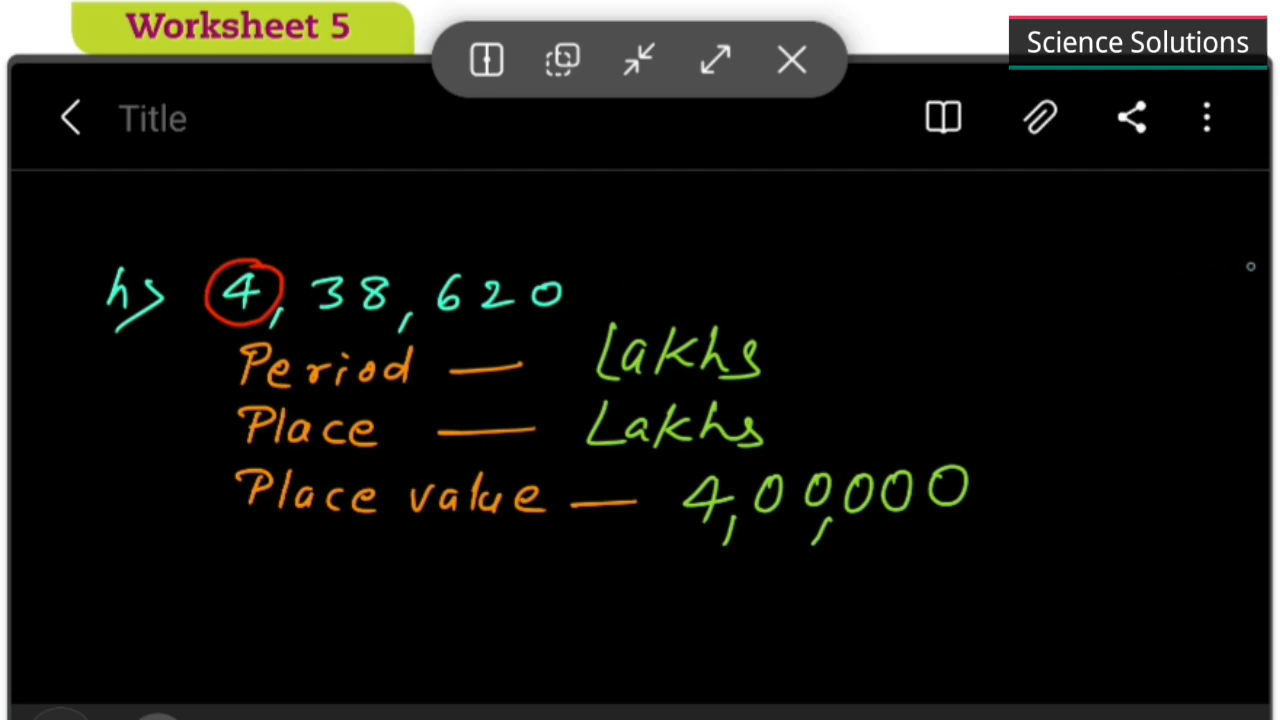 Worksheet 5
Science Solutions
Title
h> 4, 38, 620
Period — Lakhs
Place — Lakhs
Place value — 4,00,000